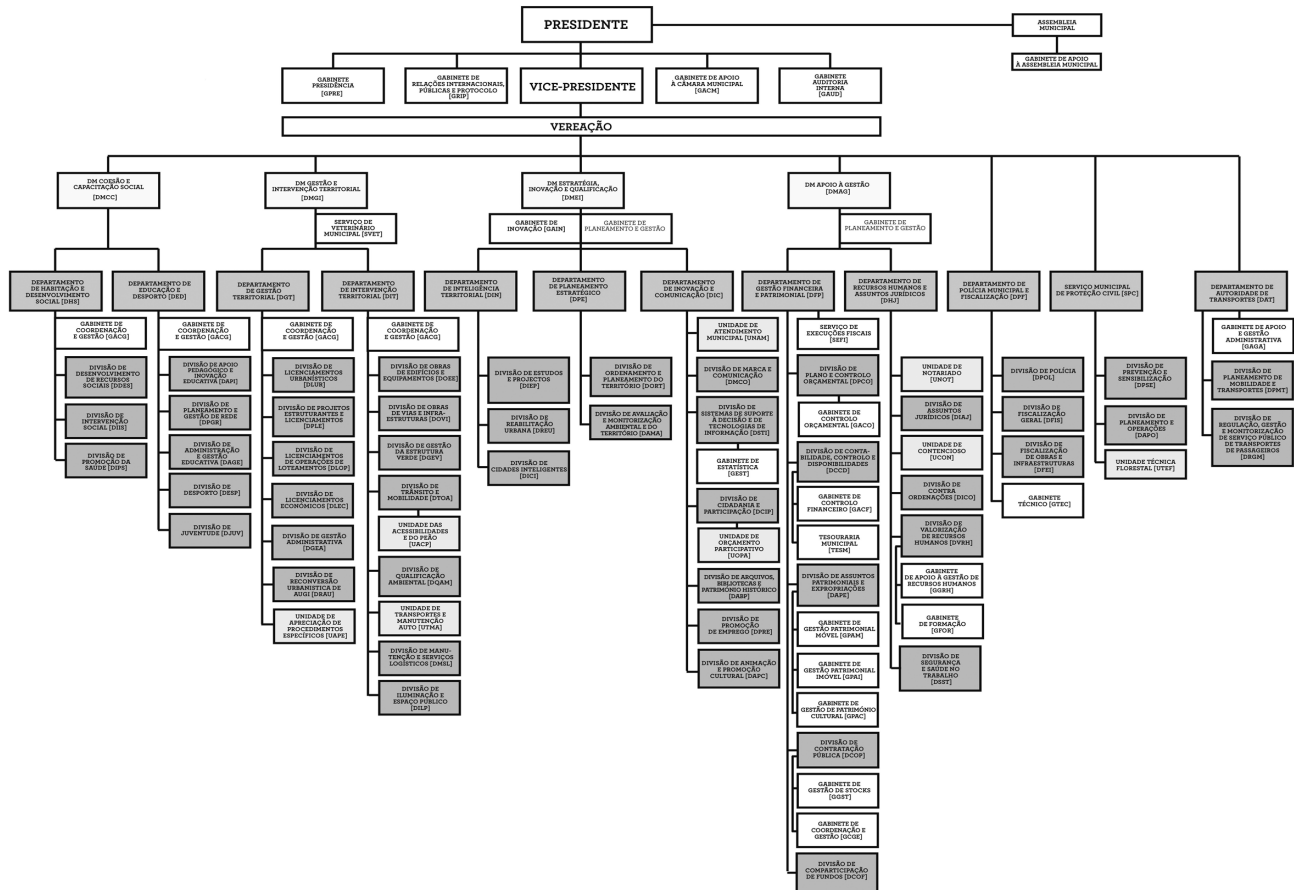 PRESIDENTE
ASSEMBLEIA
MUNICIPAL
GABINETE DE APOIO
À ASSEMBLEIA MUNICIPAL
GABINETE
PRESIDÊNCIA
[GPRE]
GABINETE DE
RELAÇÕES INTERNACIONAIS,
PÚBLICAS E PROTOCOLO
[GRIP]
VICE-PRESIDENTE
GABINETE DE APOIO
À CÂMARA MUNICIPAL
[GACM]
GABINETE
AUDITORIA
INTERNA
[GAUD]
VEREAÇÃO
DM COESÃO E
CAPACITAÇÃO SOCIAL
[DMCC]
DM GESTÃO E
INTERVENÇÃO TERRITORIAL
[DMGI]
DM ESTRATÉGIA,
INOVAÇÃO E QUALIFICAÇÃO
[DMEI]
DM APOIO À GESTÃO
[DMAG]
SERVIÇO DE
VETERINÁRIO
MUNICIPAL [SVET]
GABINETE DE
INOVAÇÃO [GAIN]
GABINETE DE
PLANEAMENTO E GESTÃO
GABINETE DE
PLANEAMENTO E GESTÃO
DEPARTAMENTO
DE HABITAÇÃO E
DESENVOLVIMENTO
SOCIAL [DHS]
GABINETE DE
COORDENAÇÃO
E GESTÃO [GACG]
DIVISÃO DE
DESENVOLVIMENTO
DE RECURSOS
SOCIAIS [DDES]
DIVISÃO DE
INTERVENÇÃO
SOCIAL [DIIS]
DIVISÃO DE
PROMOÇÃO DA
SAÚDE [DIPS]
DEPARTAMENTO DE
EDUCAÇÃO E
DESPORTO [DED]
GABINETE DE
COORDENAÇÃO
E GESTÃO [GACG]
DIVISÃO DE APOIO
PEDAGÓGICO E
INOVAÇÃO
EDUCATIVA [DAPI]
DIVISÃO DE
PLANEAMENTO E
GESTÃO DE REDE
[DPGR]
DIVISÃO DE
ADMINISTRAÇÃO
E GESTÃO
EDUCATIVA [DAGE]
DIVISÃO DE
DESPORTO [DESP]
DIVISÃO DE
JUVENTUDE [DJUV]
DEPARTAMENTO
DE GESTÃO
TERRITORIAL [DGT]
GABINETE DE
COORDENAÇÃO
E GESTÃO [GACG]
DIVISÃO DE
LICENCIAMENTOS
URBANÍSTICOS
[DLUR]
DIVISÃO DE PROJETOS
ESTRUTURANTES E
LICENCIAMENTOS
[DPLE]
DIVISÃO DE
LICENCIAMENTOS
DE OPERAÇÕES DE
LOTEAMENTOS [DLOP]
DIVISÃO DE
LICENCIAMENTOS
ECONÓMICOS [DLEC]
DIVISÃO DE GESTÃO
ADMINISTRATIVA
[DGEA]
DIVISÃO DE
RECONVERSÃO
URBANISTICA DE
AUGI [DRAU]
UNIDADE DE
APRECIAÇÃO DE
PROCEDIMENTOS
ESPECÍFICOS [UAPE]
DEPARTAMENTO
DE INTERVENÇÃO
TERRITORIAL [DIT]
GABINETE DE
COORDENAÇÃO
E GESTÃO [GACG]
DIVISÃO DE OBRAS
DE EDIFÍCIOS E
EQUIPAMENTOS [DOEE]
DIVISÃO DE OBRAS
DE VIAS E INFRA-
ESTRUTURAS [DOVI]
DIVISÃO DE GESTÃO
DA ESTRUTURA
VERDE [DGEV]
DIVISÃO DE
TRÂNSITO E
MOBILIDADE [DTOA]
UNIDADE DAS
ACESSIBILIDADES
E DO PEÃO
[UACP]
DIVISÃO DE
QUALIFICAÇÃO
AMBIENTAL [DQAM]
UNIDADE DE
TRANSPORTES E
MANUTENÇÃO
AUTO [UTMA]
DIVISÃO DE MANU-
TENÇÃO E SERVIÇOS
LOGÍSTICOS [DMSL]
DIVISÃO DE
ILUMINAÇÃO E
ESPAÇO PÚBLICO
[DILP]
DEPARTAMENTO
DE INTELIGÊNCIA
TERRITORIAL [DSN]
DIVISÃO DE ESTUDOS
E PROJECTOS
[DIEP]
DIVISÃO DE
REABILITAÇÃO
URBANA [DREU]
DIVISÃO DE
CIDADES INTELIGENTES
[DICI]
DEPARTAMENTO
DE PLANEAMENTO
ESTRATÉGICO
[DPE]
DIVISÃO DE
ORDENAMENTO E
PLANEAMENTO DO
TERRITÓRIO [DORT]
DIVISÃO DE AVALIAÇÃO
E MONITORIZAÇÃO
AMBIENTAL E DO
TERRITÓRIO [DAMA]
DEPARTAMENTO
DE INOVAÇÃO E
COMUNICAÇÃO [DIC]
UNIDADE DE
ATENDIMENTO
MUNICIPAL [UNAM]
DIVISÃO DE MARCA E
COMUNICAÇÃO
[DMCO]
DIVISÃO DE
SISTEMAS DE SUPORTE
À DECISÃO E DE
TECNOLOGIAS DE
INFORMAÇÃO [DSTI]
GABINETE DE
ESTATÍSTICA
[GEST]
DIVISÃO DE
CIDADANIA E
PARTICIPAÇÃO [DCIP]
UNIDADE DE
ORÇAMENTO
PARTICIPATIVO
[UOPA]
DIVISÃO DE ARQUIVOS,
BIBLIOTECAS E
PATRIMÓNIO HISTÓRICO
[DABP]
DIVISÃO DE
PROMOÇÃO
DE EMPREGO [DPRE]
DIVISÃO DE ANIMAÇÃO
E PROMOÇÃO
CULTURAL [DAPC]
DEPARTAMENTO
DE GESTÃO FINANCEIRA
E PATRIMONIAL [DFP]
SERVIÇO DE
EXECUÇÕES FISCAIS
[SEFI]
DIVISÃO DE
PLANO E CONTROLO
ORÇAMENTAL [DPCO]
GABINETE DE
CONTROLO
ORÇAMENTAL [GACO]
DIVISÃO DE CONTA-
BILIDADE, CONTROLO E
DISPONIBILIDADES
[DCCD]
GABINETE DE
CONTROLO
FINANCEIRO [GACF]
TESOURARIA
MUNICIPAL
[TESM]
DIVISÃO DE ASSUNTOS
PATRIMONIAIS E
EXPROPRIAÇÕES
[DAPE]
GABINETE DE
GESTÃO PATRIMONIAL
MÓVEL [GPAM]
GABINETE DE
GESTÃO PATRIMONIAL
IMÓVEL [GPAI]
GABINETE DE
GESTÃO DE PATRIMÓNIO
CULTURAL [GPAC]
DIVISÃO DE
CONTRATAÇÃO
PÚBLICA [DCOP]
GABINETE DE
GESTÃO DE STOCKS
[GGST]
GABINETE DE
COORDENAÇÃO E
GESTÃO [GCGE]
DIVISÃO DE
COMPARTICIPAÇÃO
DE FUNDOS [DCOF]
DEPARTAMENTO DE
RECURSOS HUMANOS E
ASSUNTOS JURÍDICOS
[DHJ]
UNIDADE DE
NOTARIADO
[UNOT]
DIVISÃO DE
ASSUNTOS
JURÍDICOS [DIAJ]
UNIDADE DE
CONTENCIOSO
[UCON]
DIVISÃO DE
CONTRA
ORDENAÇÕES [DICO]
DIVISÃO DE
VALORIZAÇÃO
DE RECURSOS
HUMANOS [DVRH]
GABINETE
DE APOIO À GESTÃO DE
RECURSOS HUMANOS
[GGRH]
GABINETE
DE FORMAÇÃO
[GFOR]
DIVISÃO DE
SEGURANÇA
E SAÚDE NO
TRABALHO
[DSST]
DEPARTAMENTO DE
POLÍCIA MUNICIPAL E
FISCALIZAÇÃO [DPF]
DIVISÃO DE POLÍCIA
[DPOL]
DIVISÃO DE
FISCALIZAÇÃO
GERAL [DFIS]
DIVISÃO DE
FISCALIZAÇÃO
DE OBRAS E
INFRAESTRUTURAS
[DFEI]
GABINETE
TÉCNICO [GTEC]
SERVIÇO MUNICIPAL
DE PROTEÇÃO CIVIL [SPC]
DIVISÃO DE
PREVENÇÃO E
SENSIBILIZAÇÃO
[DPSE]
DIVISÃO DE
PLANEAMENTO E
OPERAÇÕES
[DAPO]
UNIDADE TÉCNICA
FLORESTAL [UTEF]
DEPARTAMENTO DE
AUTORIDADE DE
TRANSPORTES [DAT]
GABINETE DE APOIO
E GESTÃO
ADMINISTRATIVA
[GAGA]
DIVISÃO DE
PLANEAMENTO DE
MOBILIDADE E
TRANSPORTES [DPMT]
DIVISÃO DE
REGULAÇÃO, GESTÃO
E MONITORIZAÇÃO
DE SERVIÇO PÚBLICO
DE TRANSPORTES
DE PASSAGEIROS
[DRGM]